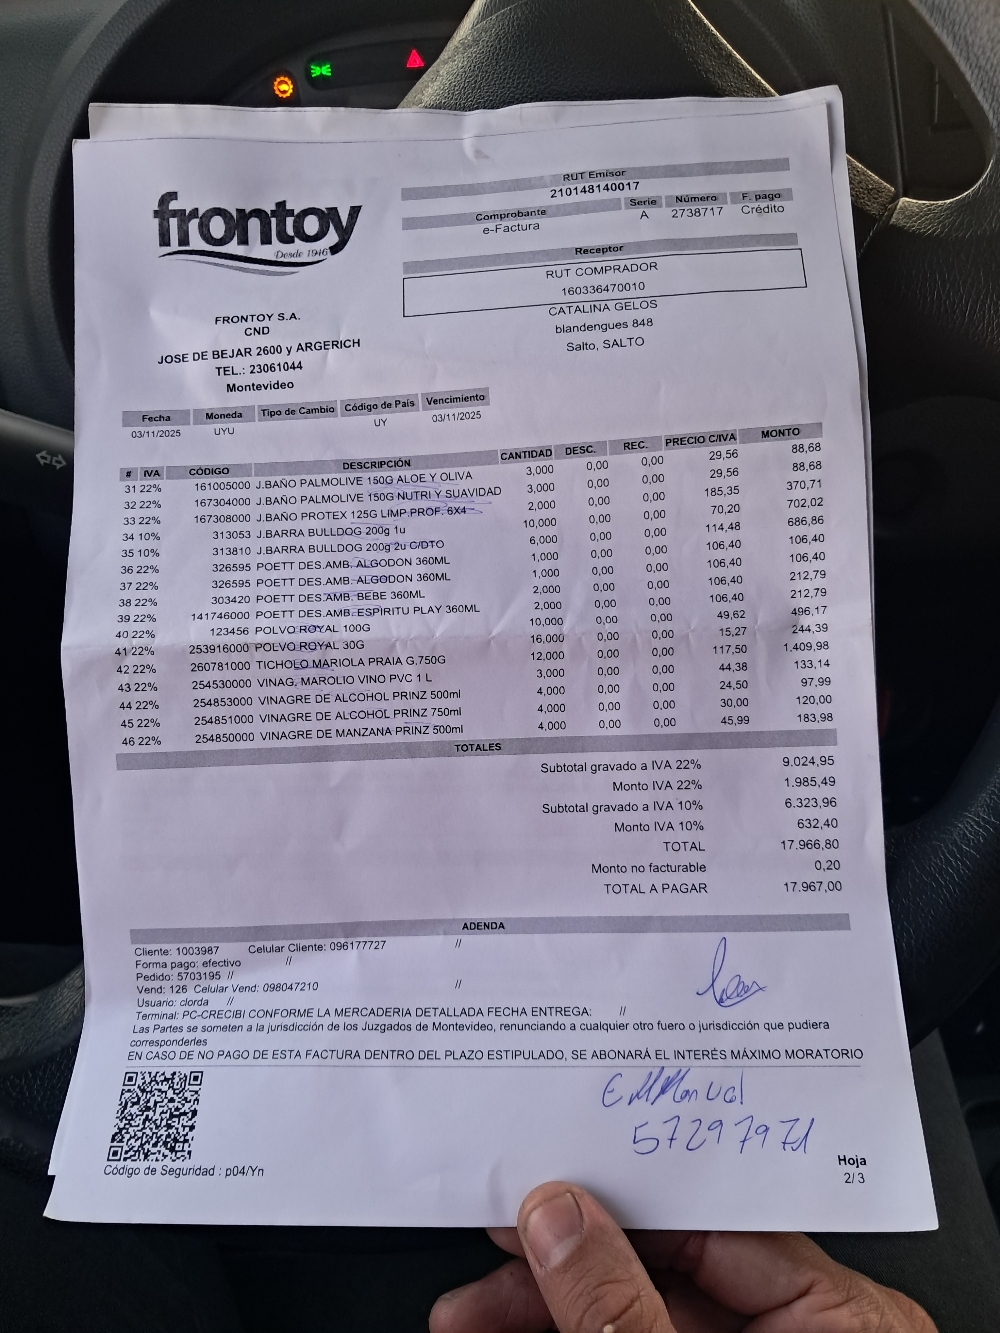 frontoy
Desde 1916
RUT Emisor
210148140017
Comprobante Serie Número F. pago
e-Factura A 2738717 Crédito
Receptor
RUT COMPRADOR
160336470010
CATALINA GELOS
blandengues 848
Salto, SALTO
FRONTOY S.A.
CND
JOSE DE BEJAR 2600 y ARGERICH
TEL.: 23061044
Montevideo
Fecha Moneda Tipo de Cambio Código de País Vencimiento
03/11/2025 UYU UY 03/11/2025
# IVA CÓDIGO DESCRIPCIÓN CANTIDAD DESC. REC. PRECIO C/IVA MONTO
31 22% 161005000 J.BAÑO PALMOLIVE 150G ALOE Y OLIVA 3,000 0,00 0,00 29,56 88,68
32 22% 167304000 J.BAÑO PALMOLIVE 150G NUTRI Y SUAVIDAD 3,000 0,00 0,00 29,56 88,68
33 22% 167308000 J.BAÑO PROTEX 125G LIMP.PROF. 6X4 2,000 0,00 0,00 185,35 370,71
34 10% 313053 J.BARRA BULLDOG 200g 1u 10,000 0,00 0,00 70,20 702,02
35 10% 313810 J.BARRA BULLDOG 200g 2u C/DTO 6,000 0,00 0,00 114,48 686,86
36 22% 326595 POETT DES.AMB. ALGODON 360ML 1,000 0,00 0,00 106,40 106,40
37 22% 326595 POETT DES.AMB. ALGODON 360ML 1,000 0,00 0,00 106,40 106,40
38 22% 303420 POETT DES.AMB. BEBE 360ML 2,000 0,00 0,00 106,40 212,79
39 22% 141746000 POETT DES.AMB. ESPIRITU PLAY 360ML 2,000 0,00 0,00 106,40 212,79
40 22% 123456 POLVO ROYAL 100G 10,000 0,00 0,00 49,62 496,17
41 22% 253916000 POLVO ROYAL 30G 16,000 0,00 0,00 15,27 244,39
42 22% 260781000 TICHOLO MARIOLA PRAIA G.750G 12,000 0,00 0,00 117,50 1.409,98
43 22% 254530000 VINAG. MAROLIO VINO PVC 1 L 3,000 0,00 0,00 44,38 133,14
44 22% 254853000 VINAGRE DE ALCOHOL PRINZ 500ml 4,000 0,00 0,00 24,50 97,99
45 22% 254851000 VINAGRE DE ALCOHOL PRINZ 750ml 4,000 0,00 0,00 30,00 120,00
46 22% 254850000 VINAGRE DE MANZANA PRINZ 500ml 4,000 0,00 0,00 45,99 183,98
TOTALES
Subtotal gravado a IVA 22% 9.024,95
Monto IVA 22% 1.985,49
Subtotal gravado a IVA 10% 6.323,96
Monto IVA 10% 632,40
TOTAL 17.966,80
Monto no facturable 0,20
TOTAL A PAGAR 17.967,00
ADENDA
Cliente: 1003987 Celular Cliente: 096177727 //
Forma pago: efectivo //
Pedido: 5703195 //
Vend: 126 Celular Vend: 098047210 //
Usuario: clorda //
Terminal: PC-CRECIBI CONFORME LA MERCADERIA DETALLADA FECHA ENTREGA: //
Las Partes se someten a la jurisdicción de los Juzgados de Montevideo, renunciando a cualquier otro fuero o jurisdicción que pudiera
corresponderles
EN CASO DE NO PAGO DE ESTA FACTURA DENTRO DEL PLAZO ESTIPULADO, SE ABONARÁ EL INTERÉS MÁXIMO MORATORIO
Código de Seguridad : p04/Yn
Hoja
2/ 3